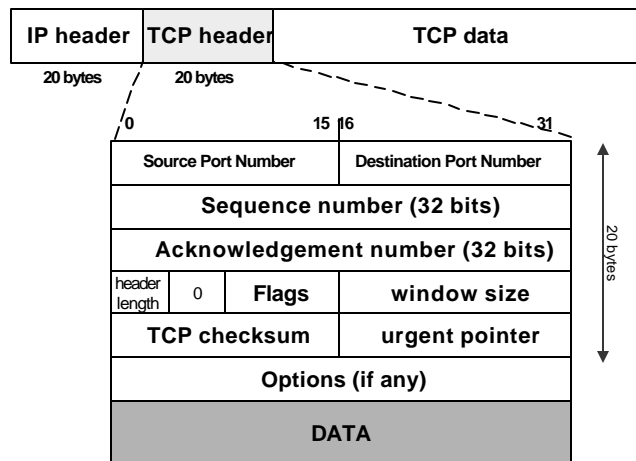 IP header TCP header TCP data
20 bytes 20 bytes
0 15 16 31
Source Port Number Destination Port Number
Sequence number (32 bits)
Acknowledgement number (32 bits)
header
length
0 Flags window size
TCP checksum urgent pointer
Options (if any)
DATA
20 bytes